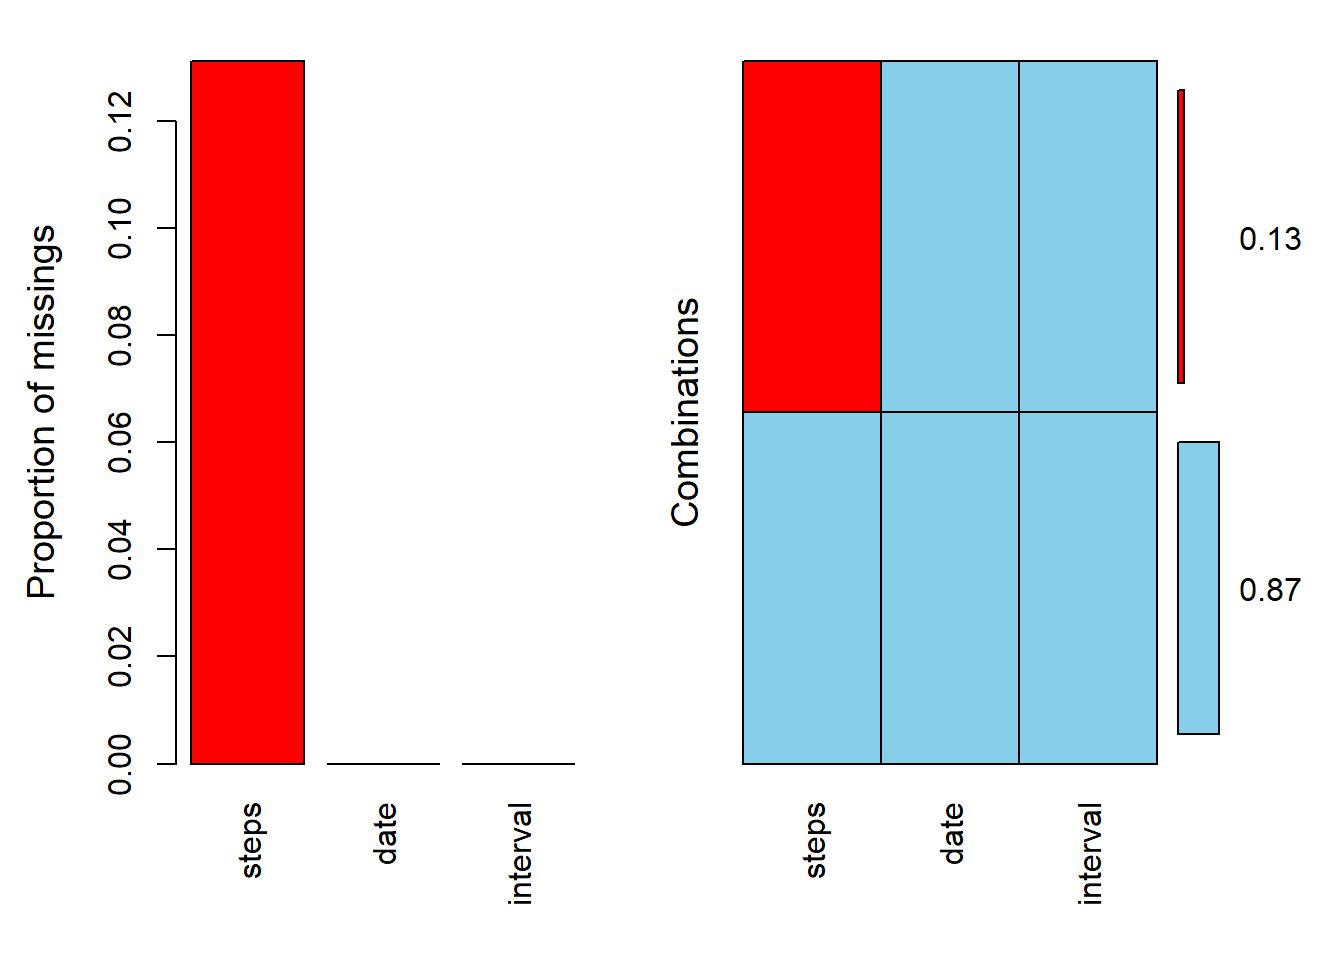 Proportion of missings
0.12
0.10
0.08
0.06
0.04
0.02
0.00
steps
date
interval
Combinations
steps
date
interval
0.13
0.87